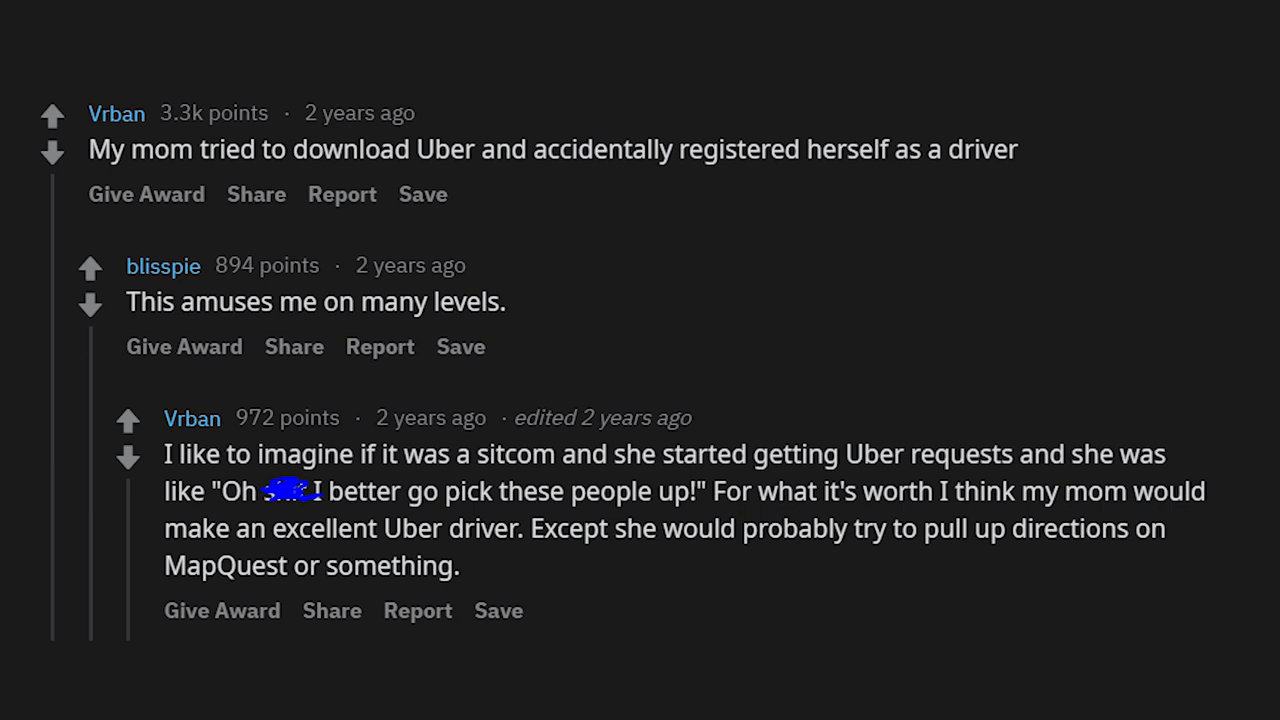 Vrban 3.3k points · 2 years ago
My mom tried to download Uber and accidentally registered herself as a driver
Give Award Share Report Save
blisspie 894 points · 2 years ago
This amuses me on many levels.
Give Award Share Report Save
Vrban 972 points · 2 years ago · edited 2 years ago
I like to imagine if it was a sitcom and she started getting Uber requests and she was
like "Oh I better go pick these people up!" For what it's worth I think my mom would
make an excellent Uber driver. Except she would probably try to pull up directions on
MapQuest or something.
Give Award Share Report Save